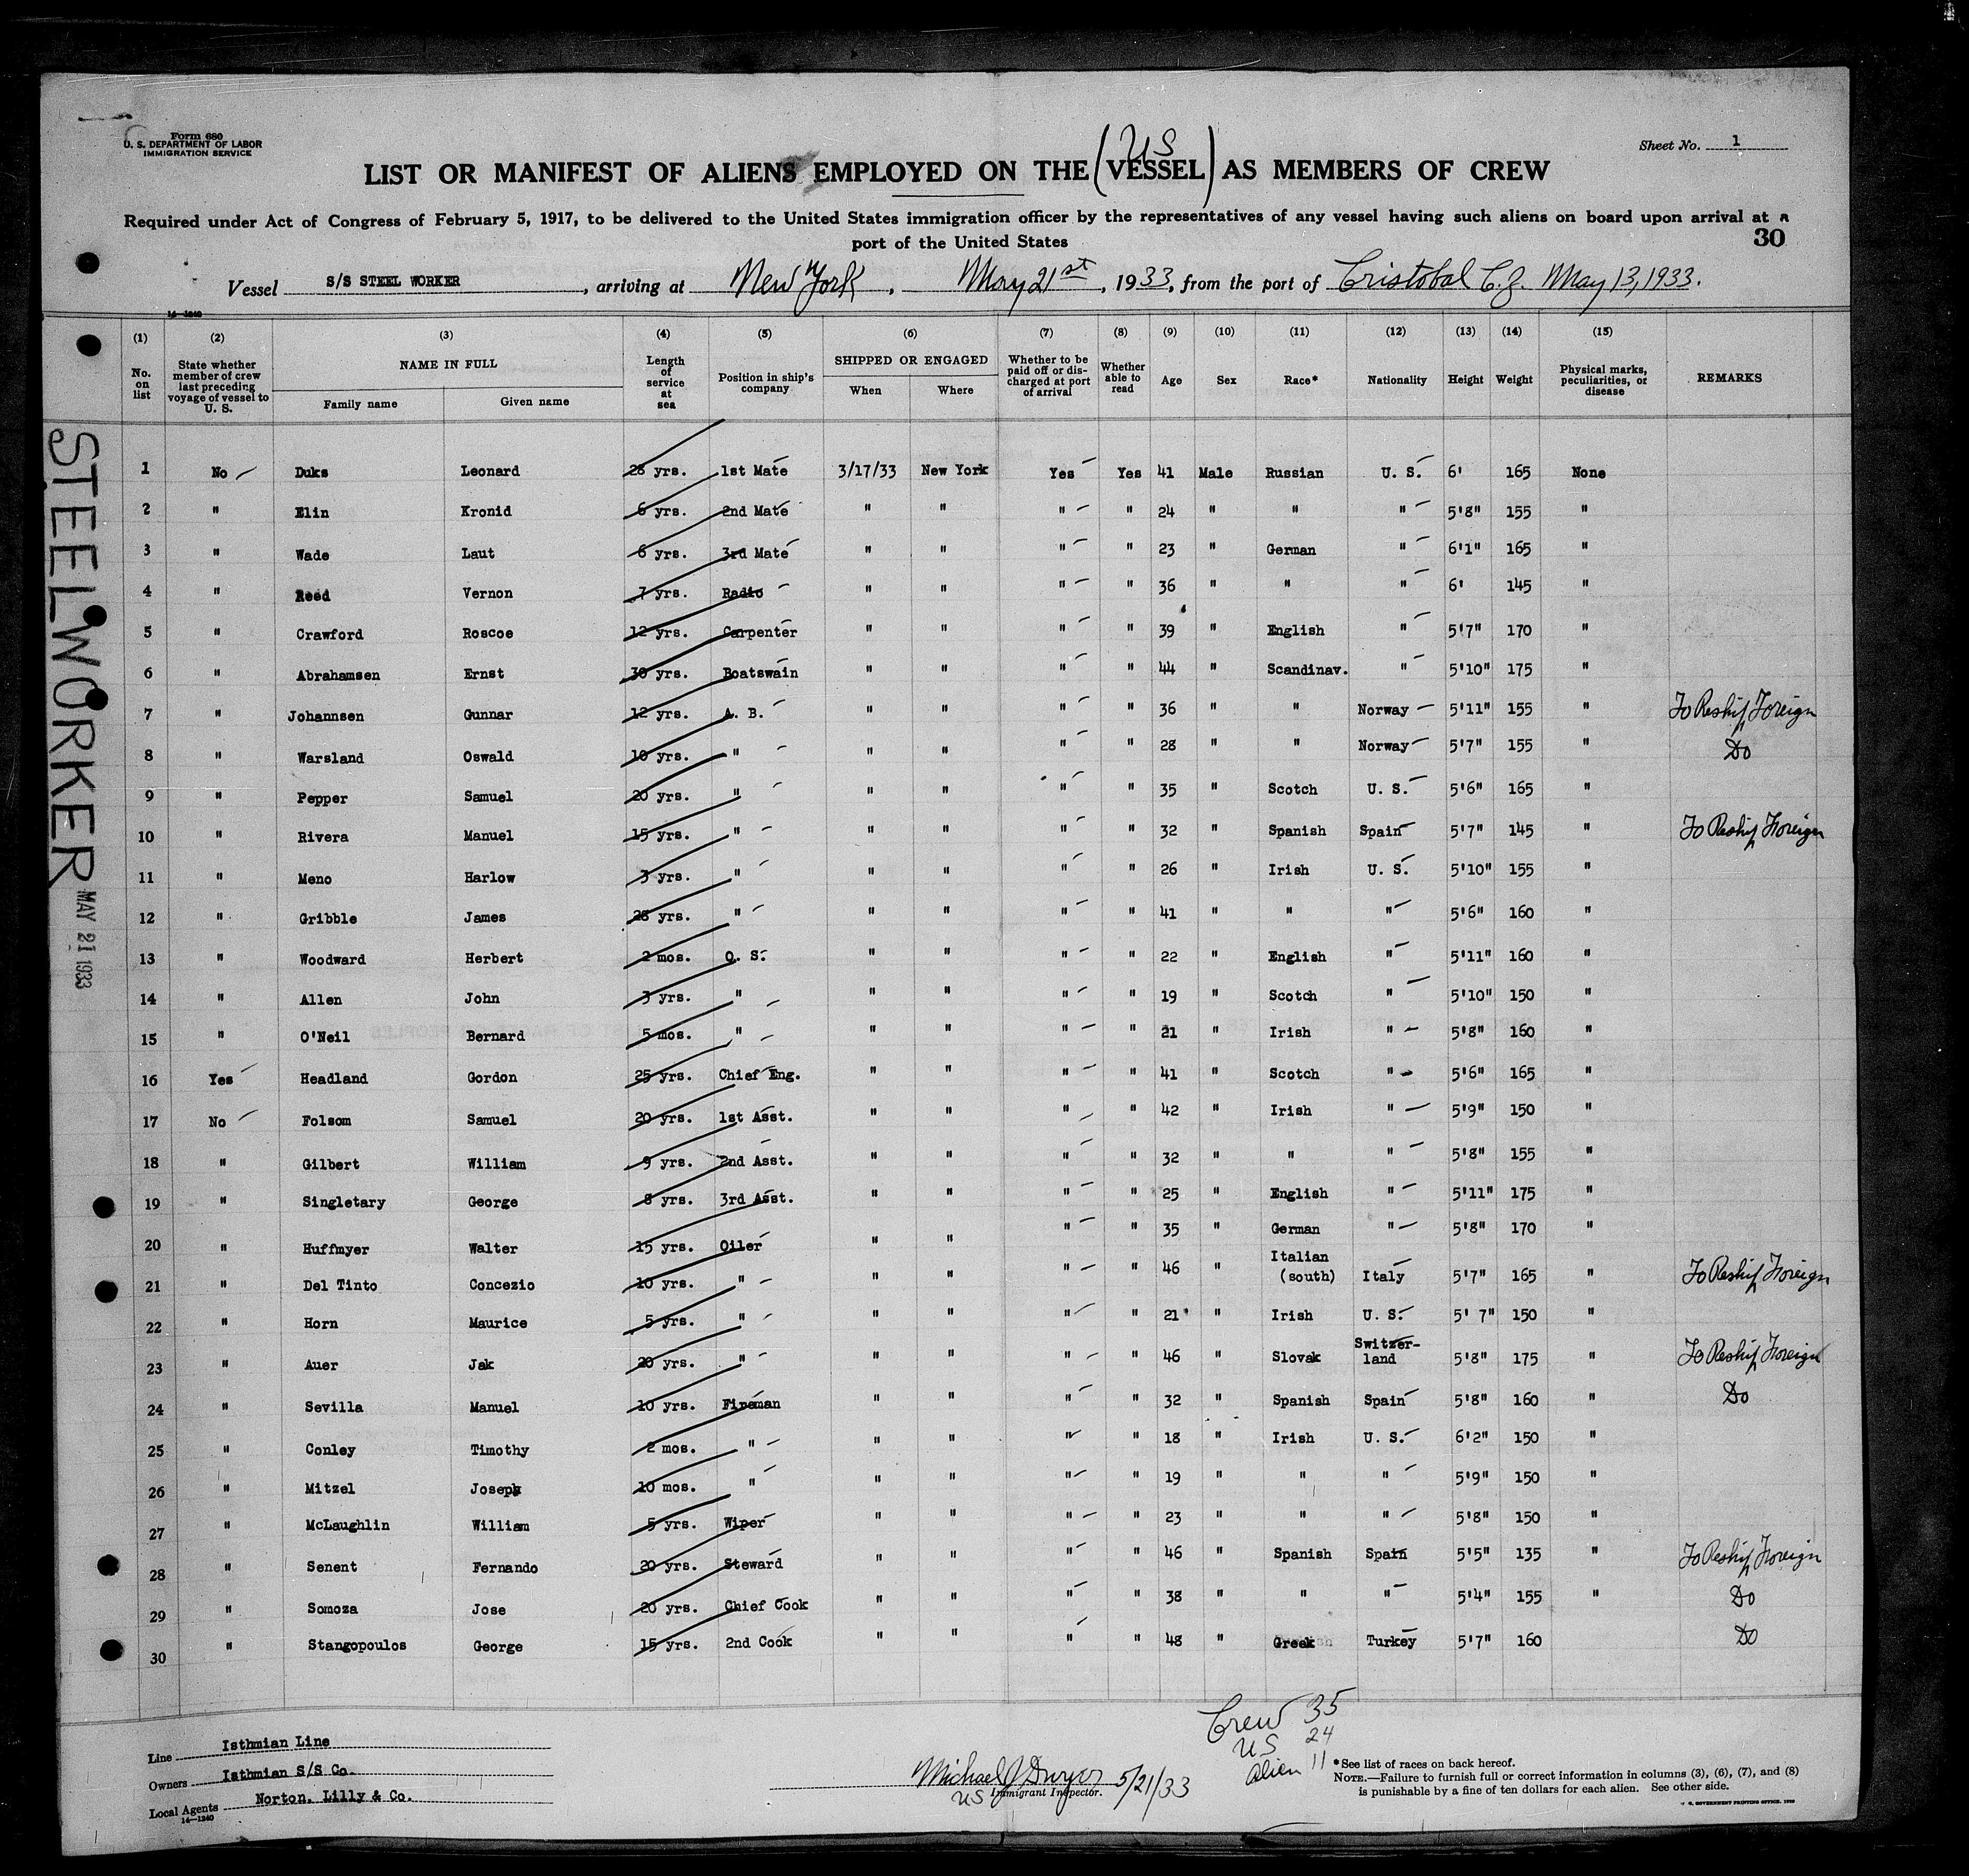 Form 680
U. S. DEPARTMENT OF LABOR
IMMIGRATION SERVICE
Sheet No. 1
LIST OR MANIFEST OF ALIENS EMPLOYED ON THE (VESSEL) AS MEMBERS OF CREW
US
Required under Act of Congress of February 5, 1917, to be delivered to the United States immigration officer by the representatives of any vessel having such aliens on board upon arrival at a
port of the United States
30
Vessel S/S STEEL WORKER, arriving at New York, May 21st, 1933, from the port of Cristobal C.Z. May 13, 1933.
14-1240
(1) (2) (3) (4) (5) (6) (7) (8) (9) (10) (11) (12) (13) (14) (15)
No. on list
State whether member of crew last preceding voyage of vessel to U. S.
NAME IN FULL
Family name Given name
Length of service at sea
Position in ship's company
SHIPPED OR ENGAGED
When Where
Whether to be paid off or discharged at port of arrival
Whether able to read
Age Sex Race* Nationality Height Weight
Physical marks, peculiarities, or disease
REMARKS
1 No Duks Leonard 28 yrs. 1st Mate 3/17/33 New York Yes Yes 41 Male Russian U. S. 6' 165 None
2 " Elin Kronid 6 yrs. 2nd Mate " " " " 24 " " " 5'8" 155 "
3 " Wade Laut 6 yrs. 3rd Mate " " " " 23 " German " 6'1" 165 "
4 " Reed Vernon 7 yrs. Radio " " " " 36 " " " 6' 145 "
5 " Crawford Roscoe 12 yrs. Carpenter " " " " 39 " English " 5'7" 170 "
6 " Abrahamsen Ernst 30 yrs. Boatswain " " " " 44 " Scandinav. " 5'10" 175 "
7 " Johannsen Gunnar 12 yrs. A. B. " " " " 36 " " Norway 5'11" 155 " To Reship Foreign
8 " Warsland Oswald 10 yrs. " " " " " 28 " " Norway 5'7" 155 " Do
9 " Pepper Samuel 20 yrs. " " " " " 35 " Scotch U. S. 5'6" 165 "
10 " Rivera Manuel 15 yrs. " " " " " 32 " Spanish Spain 5'7" 145 " To Reship Foreign
11 " Meno Harlow 3 yrs. " " " " " 26 " Irish U. S. 5'10" 155 "
12 " Gribble James 28 yrs. " " " " " 41 " " " 5'6" 160 "
13 " Woodward Herbert 2 mos. O. S. " " " " 22 " English " 5'11" 160 "
14 " Allen John 3 yrs. " " " " " 19 " Scotch " 5'10" 150 "
15 " O'Neil Bernard 5 mos. " " " " " 21 " Irish " 5'8" 160 "
16 Yes Headland Gordon 25 yrs. Chief Eng. " " " " 41 " Scotch " 5'6" 165 "
17 No Folsom Samuel 20 yrs. 1st Asst. " " " " 42 " Irish " 5'9" 150 "
18 " Gilbert William 9 yrs. 2nd Asst. " " " " 32 " " " 5'8" 155 "
19 " Singletary George 8 yrs. 3rd Asst. " " " " 25 " English " 5'11" 175 "
20 " Huffmyer Walter 15 yrs. Oiler " " " " 35 " German " 5'8" 170 "
21 " Del Tinto Concezio 10 yrs. " " " " " 46 " Italian (south) Italy 5'7" 165 " To Reship Foreign
22 " Horn Maurice 5 yrs. " " " " " 21 " Irish U. S. 5' 7" 150 "
23 " Auer Jak 20 yrs. " " " " " 46 " Slovak Switzer-land 5'8" 175 " To Reship Foreign
24 " Sevilla Manuel 10 yrs. Fireman " " " " 32 " Spanish Spain 5'8" 160 " Do
25 " Conley Timothy 2 mos. " " " " " 18 " Irish U. S. 6'2" 150 "
26 " Mitzel Joseph 10 mos. " " " " " 19 " " " 5'9" 150 "
27 " McLaughlin William 5 yrs. Wiper " " " " 23 " " " 5'8" 150 "
28 " Senent Fernando 20 yrs. Steward " " " " 46 " Spanish Spain 5'5" 135 " To Reship Foreign
29 " Somoza Jose 20 yrs. Chief Cook " " " " 38 " " " 5'4" 155 " Do
30 " Stangopoulos George 15 yrs. 2nd Cook " " " " 48 " Greek Turkey 5'7" 160 Do
STEELWORKER
MAY 21 1933
Crew 35
US 24
Alien 11
Line Isthmian Line
Owners Isthmian S/S Co.
Local Agents Norton, Lilly & Co.
14-1240
Michael J Dwyer 5/21/33
US Immigrant Inspector.
*See list of races on back hereof.
NOTE.—Failure to furnish full or correct information in columns (3), (6), (7), and (8)
is punishable by a fine of ten dollars for each alien. See other side.